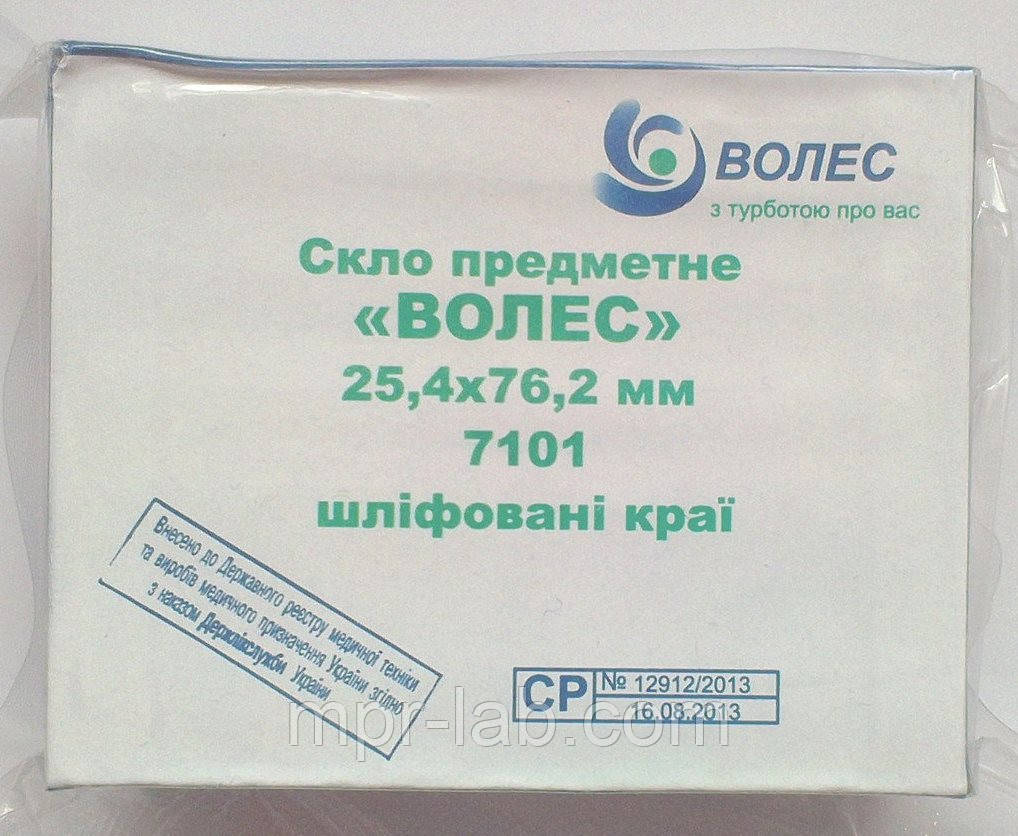 ВОЛЕС
з турботою про вас
Скло предметне
«ВОЛЕС»
25,4х76,2 мм
7101
шліфовані краї
Внесено до Державного реєстру медичної техніки
та виробів медичного призначення України згідно
з наказом Держлікслужби України
СР
№ 12912/2013
16.08.2013
mpr-lab.com